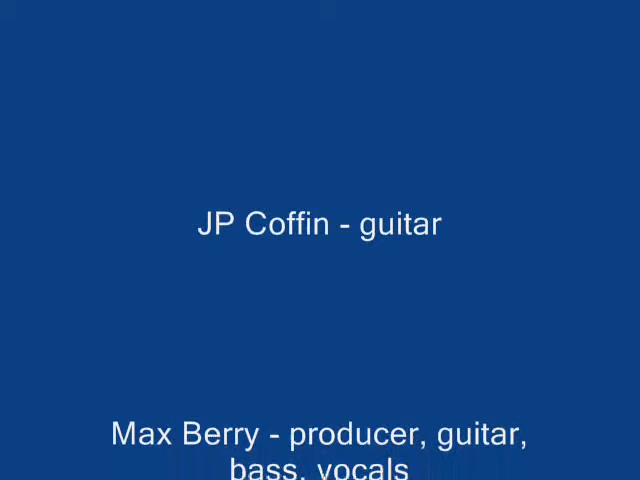 JP Coffin - guitar
Max Berry - producer, guitar,
bass, vocals